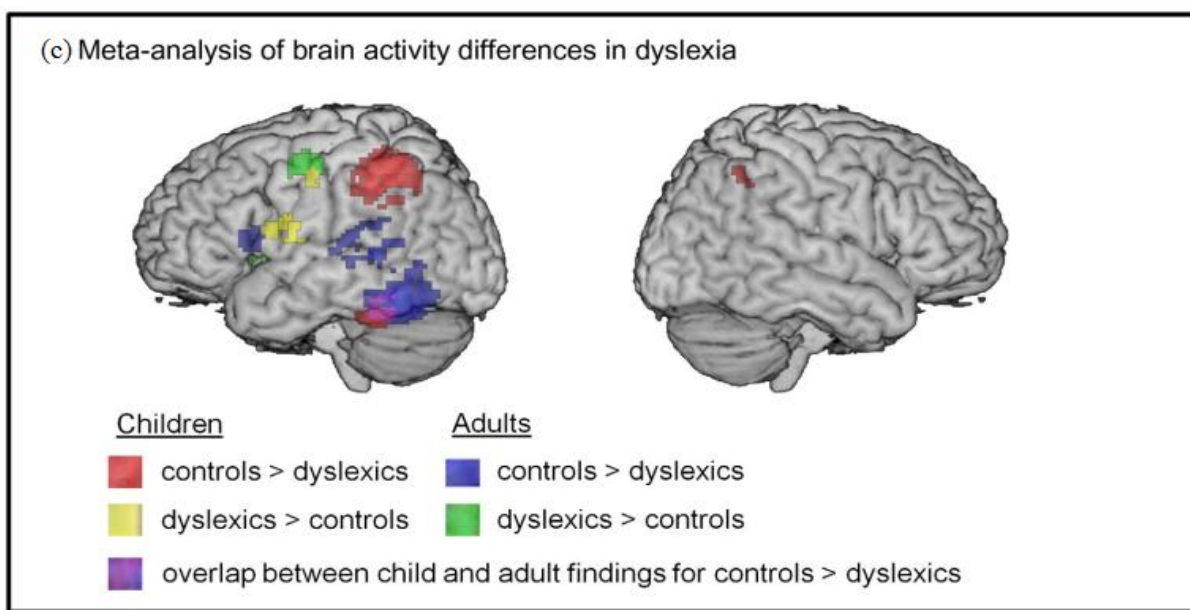 (c) Meta-analysis of brain activity differences in dyslexia
Children Adults
controls > dyslexics controls > dyslexics
dyslexics > controls dyslexics > controls
overlap between child and adult findings for controls > dyslexics